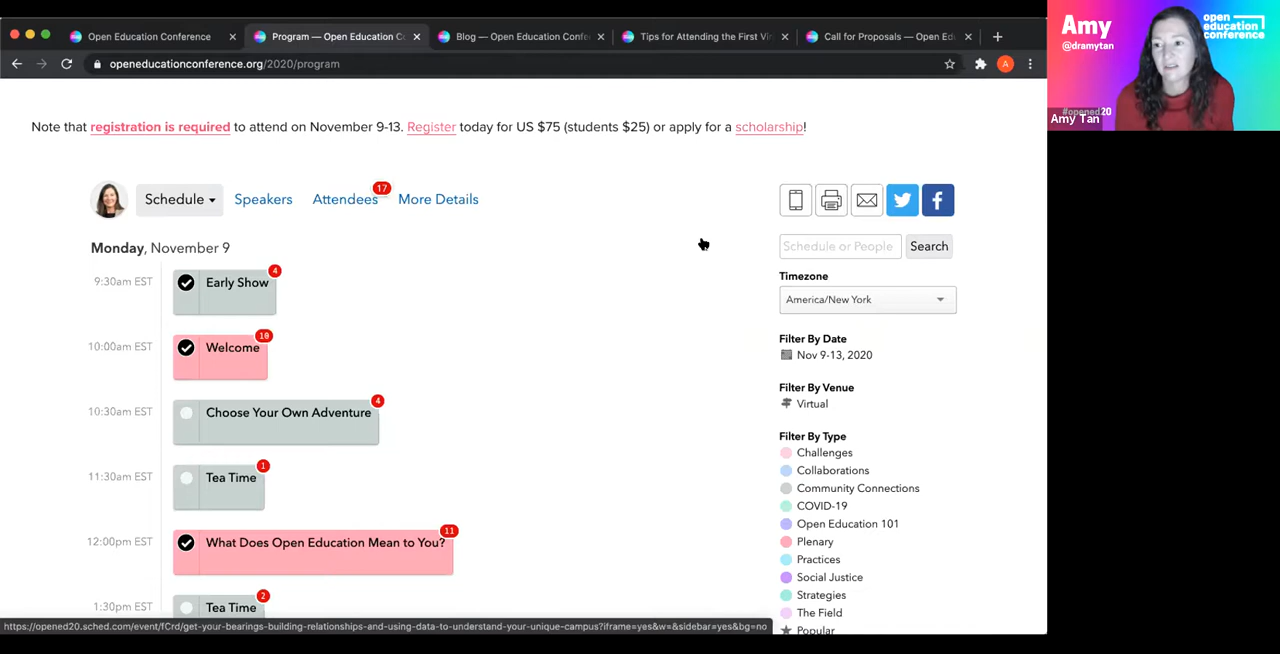 Open Education Conference
Program — Open Education C
Blog — Open Education Confe
Tips for Attending the First Vi
Call for Proposals — Open Ed
openeducationconference.org/2020/program
A
Amy
@dramytan
open
education
conference
#opened20
Amy Tan
Note that registration is required to attend on November 9-13. Register today for US $75 (students $25) or apply for a scholarship!
Schedule
Speakers
Attendees
17
More Details
Monday, November 9
9:30am EST
Early Show
4
10:00am EST
Welcome
10
10:30am EST
Choose Your Own Adventure
4
11:30am EST
Tea Time
1
12:00pm EST
What Does Open Education Mean to You?
11
1:30pm EST
Tea Time
2
Schedule or People
Search
Timezone
America/New York
Filter By Date
Nov 9-13, 2020
Filter By Venue
Virtual
Filter By Type
Challenges
Collaborations
Community Connections
COVID-19
Open Education 101
Plenary
Practices
Social Justice
Strategies
The Field
Popular
https://opened20.sched.com/event/fCrd/get-your-bearings-building-relationships-and-using-data-to-understand-your-unique-campus?iframe=yes&w=&sidebar=yes&bg=no